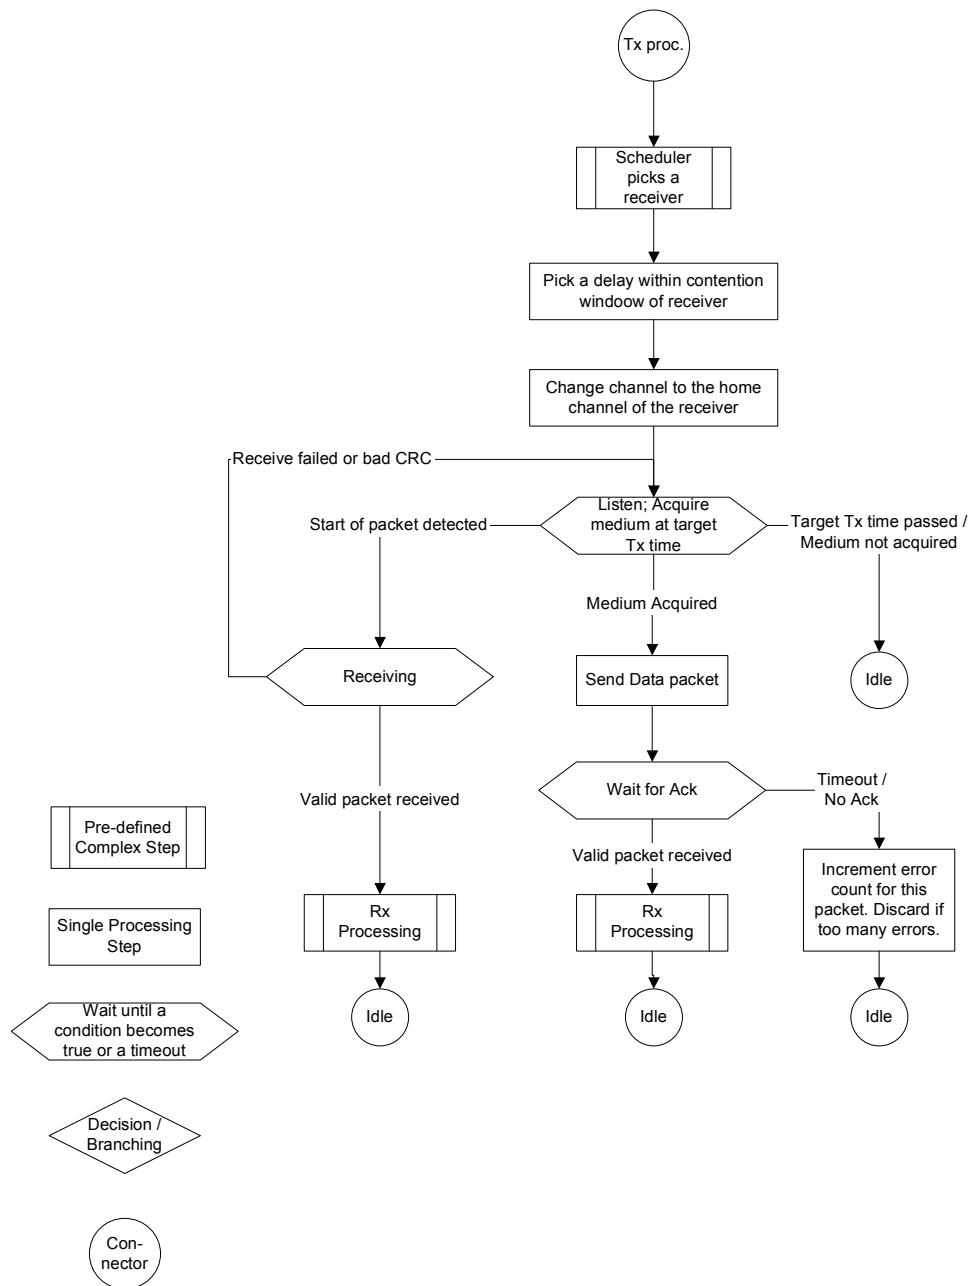 Tx proc.
Scheduler
picks a
receiver
Pick a delay within contention
windoow of receiver
Change channel to the home
channel of the receiver
Receive failed or bad CRC
Listen; Acquire
medium at target
Tx time
Start of packet detected
Target Tx time passed /
Medium not acquired
Medium Acquired
Receiving
Send Data packet
Idle
Wait for Ack
Timeout /
No Ack
Valid packet received
Valid packet received
Rx
Processing
Rx
Processing
Increment error
count for this
packet. Discard if
too many errors.
Idle
Idle
Idle
Pre-defined
Complex Step
Single Processing
Step
Wait until a
condition becomes
true or a timeout
Decision /
Branching
Con-
nector